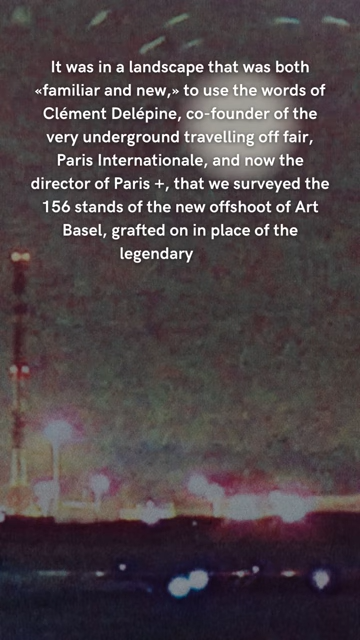 It was in a landscape that was both
«familiar and new,» to use the words of
Clément Delépine, co-founder of the
very underground travelling off fair,
Paris Internationale, and now the
director of Paris +, that we surveyed the
156 stands of the new offshoot of Art
Basel, grafted on in place of the
legendary